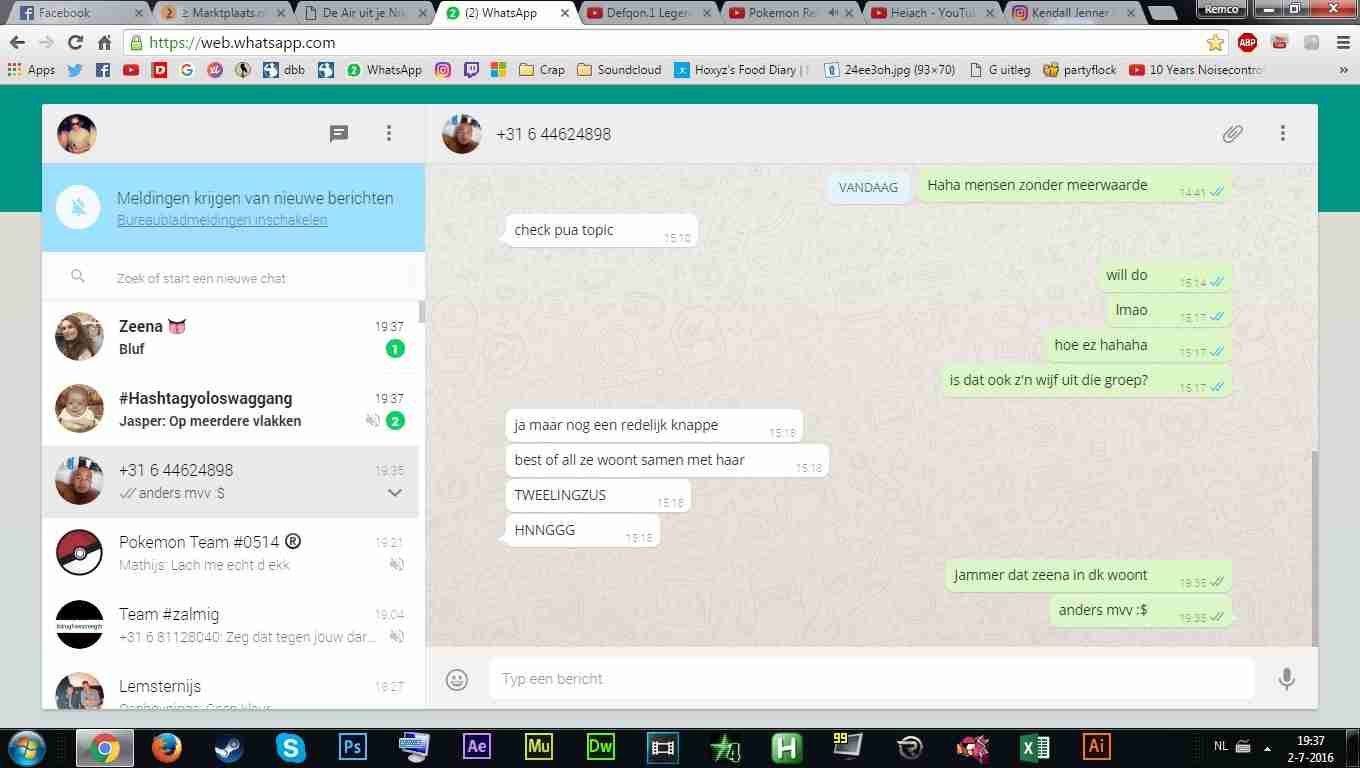 Facebook
≥ Marktplaats.n
De Air uit je Nik
(2) WhatsApp
Defqon.1 Legen
Pokemon Re
Heiach - YouTu
Kendall Jenner
Remco
https://web.whatsapp.com
ABP
Apps
dbb
WhatsApp
Crap
Soundcloud
Hoxyz's Food Diary |
24ee3oh.jpg (93×70)
G uitleg
partyflock
10 Years Noisecontro
»
+31 6 44624898
Meldingen krijgen van nieuwe berichten
Bureaubladmeldingen inschakelen
Zoek of start een nieuwe chat
Zeena 👅
19:37
Bluf
1
#Hashtagyoloswaggang
19:37
Jasper: Op meerdere vlakken
2
+31 6 44624898
19:35
anders mvv :$
Pokemon Team #0514 ®
19:21
Mathijs: Lach me echt d ekk
Team #zalmig
19:04
+31 6 81128040: Zeg dat tegen jouw dar...
Lemsternijs
18:27
VANDAAG
Haha mensen zonder meerwaarde
14:41
check pua topic
15:10
will do
15:14
lmao
15:17
hoe ez hahaha
15:17
is dat ook z'n wijf uit die groep?
15:17
ja maar nog een redelijk knappe
15:18
best of all ze woont samen met haar
15:18
TWEELINGZUS
15:18
HNNGGG
15:18
Jammer dat zeena in dk woont
19:35
anders mvv :$
19:35
Typ een bericht
Ps
Ae
Mu
Dw
H
99
Ai
NL
19:37
2-7-2016